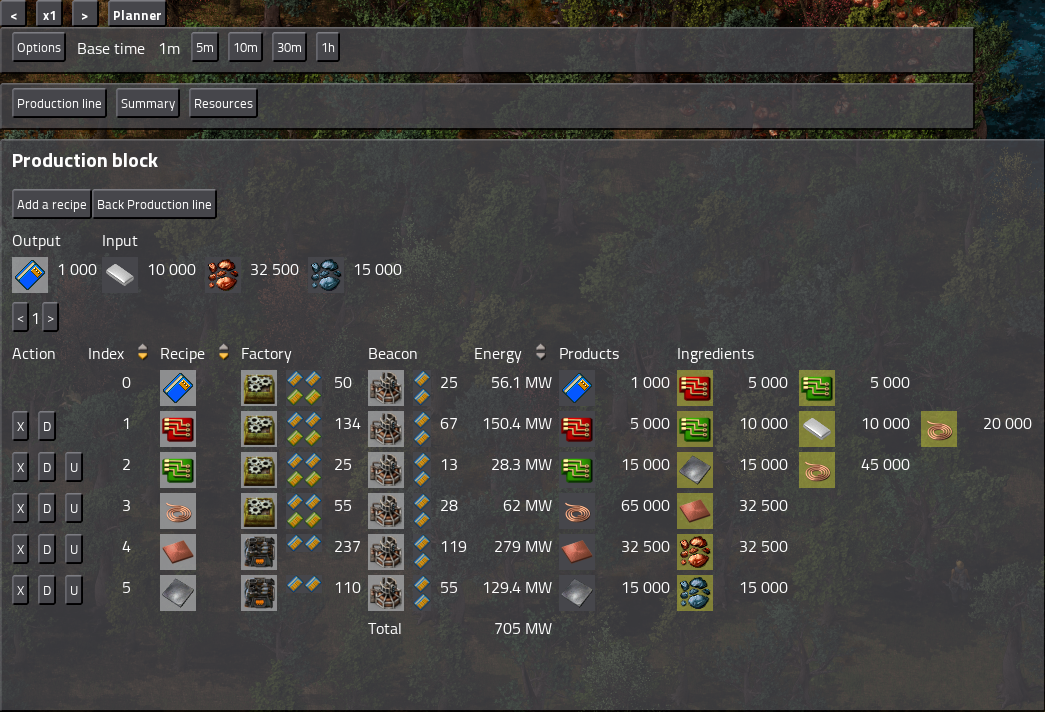 < x1 > Planner
Options Base time 1m 5m 10m 30m 1h
Production line Summary Resources
Production block
Add a recipe Back Production line
Output Input
1 000 10 000 32 500 15 000
< 1 >
Action Index Recipe Factory Beacon Energy Products Ingredients
0 50 25 56.1 MW 1 000 5 000 5 000
X D 1 134 67 150.4 MW 5 000 10 000 10 000 20 000
X D U 2 25 13 28.3 MW 15 000 15 000 45 000
X D U 3 55 28 62 MW 65 000 32 500
X D U 4 237 119 279 MW 32 500 32 500
X D U 5 110 55 129.4 MW 15 000 15 000
Total 705 MW